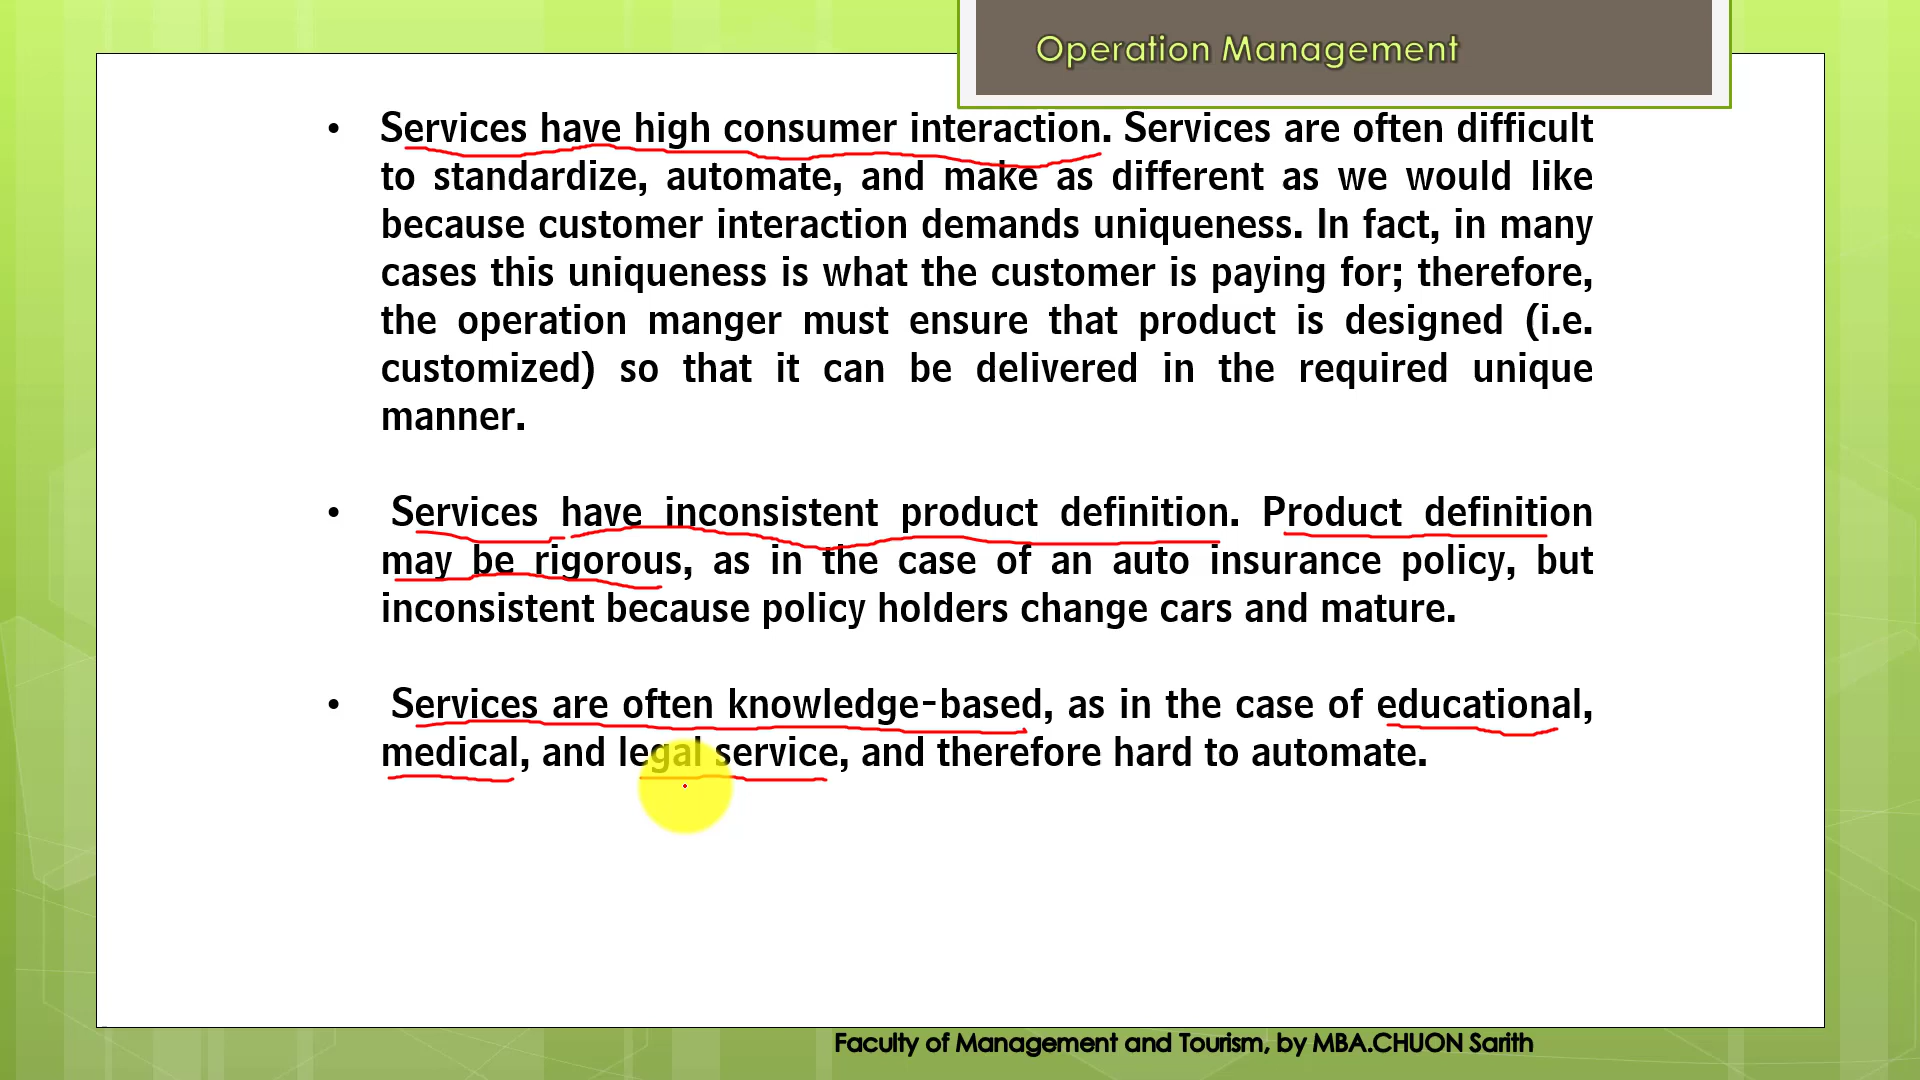 Operation Management
• Services have high consumer interaction. Services are often difficult
to standardize, automate, and make as different as we would like
because customer interaction demands uniqueness. In fact, in many
cases this uniqueness is what the customer is paying for; therefore,
the operation manger must ensure that product is designed (i.e.
customized) so that it can be delivered in the required unique
manner.
• Services have inconsistent product definition. Product definition
may be rigorous, as in the case of an auto insurance policy, but
inconsistent because policy holders change cars and mature.
• Services are often knowledge-based, as in the case of educational,
medical, and legal service, and therefore hard to automate.
Faculty of Management and Tourism, by MBA.CHUON Sarith